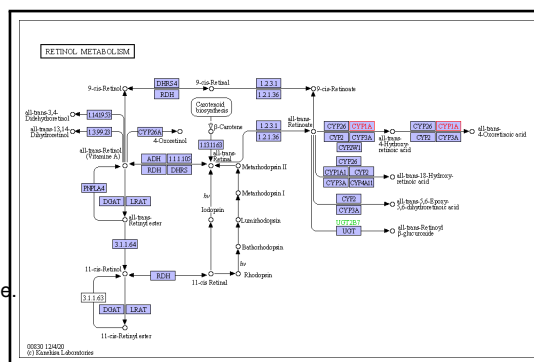 RETINOL METABOLISM
9-cis-Retinol
DHRS4
RDH
9-cis-Retinal
1.2.3.1
1.2.1.36
9-cis-Retinoate
all-trans-3,4-
Didehydroretinol
1.14.19.53
all-trans-13,14-
Dihydroretinol
1.3.99.23
CYP26A
4-Oxoretinol
Carotenoid
biosynthesis
β-Carotene
1.13.11.63
all-trans-
Retinal
1.2.3.1
1.2.1.36
all-trans-
Retinoate
CYP26
CYP1A
CYP2
CYP3A
CYP2W1
all-trans-
4-Hydroxy-
retinoic acid
CYP26
CYP1A
CYP2
CYP3A
all-trans-
4-Oxoretinoic acid
all-trans-Retinol
(Vitamine A)
ADH
1.1.1.105
RDH
DHRS
Metarhodopsin II
CYP26
CYP1A1
CYP2
CYP3A
CYP4A11
all-trans-18-Hydroxy-
retinoic acid
PNPLA4
hν
Metarhodopsin I
DGAT
LRAT
Iodopsin
CYP2
CYP3A
all-trans-5,6-Epoxy-
5,6-dihydroretinoic acid
all-trans-
Retinyl ester
Lumirhodopsin
UGT2B7
UGT
all-trans-Retinoyl
β-glucuronide
3.1.1.64
Bathorhodopsin
hν
11-cis-Retinol
RDH
11-cis Retinal
Rhodopsin
e.
3.1.1.63
DGAT
LRAT
11-cis-Retinyl ester
00830 12/4/20
(c) Kanehisa Laboratories